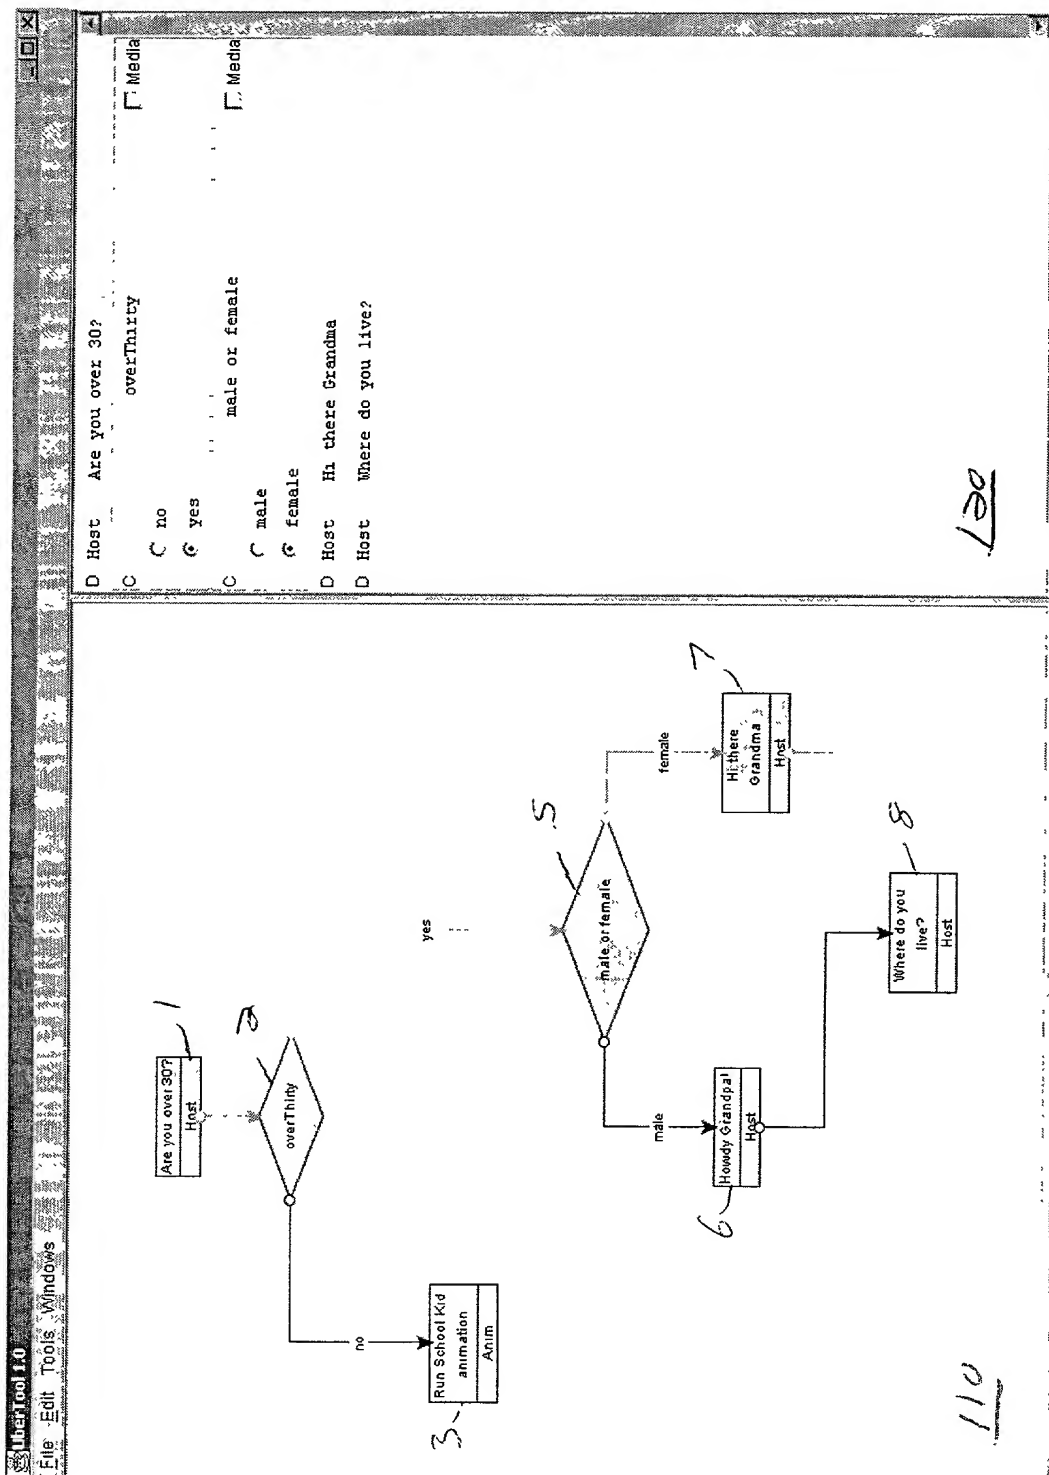 UberTool 1.0
File Edit Tools Windows
Are you over 30?
Host
1
overThirty
2
no
yes
Run School Kid
animation
Anim
3
male or female
5
male
female
Howdy Grandpa!
Host
6
Hi there
Grandma
Host
7
Where do you
live?
Host
8
110
D Host Are you over 30?
C overThirty Media
no
yes
C male or female Media
male
female
D Host Hi there Grandma
D Host Where do you live?
120